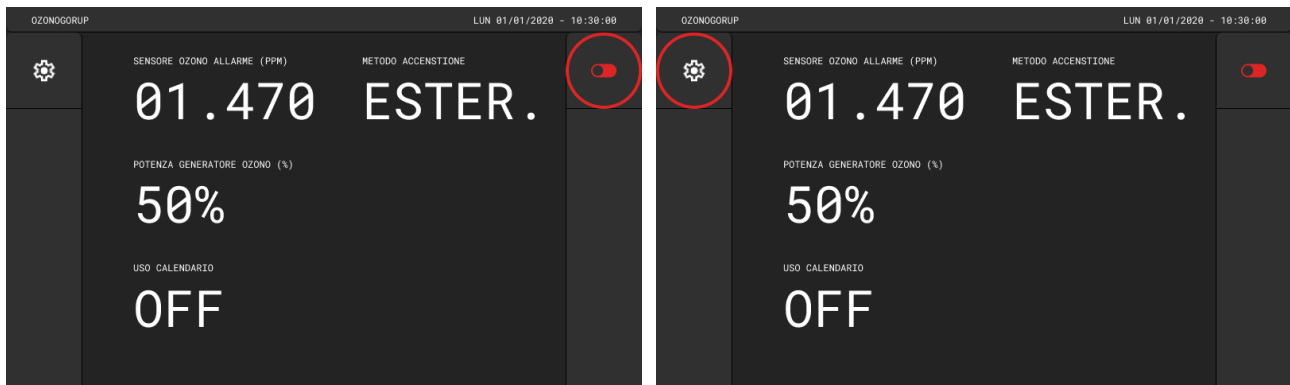 OZONOGORUP LUN 01/01/2020 - 10:30:00
SENSORE OZONO ALLARME (PPM) METODO ACCENSTIONE
01.470 ESTER.
POTENZA GENERATORE OZONO (%)
50%
USO CALENDARIO
OFF
OZONOGORUP LUN 01/01/2020 - 10:30:00
SENSORE OZONO ALLARME (PPM) METODO ACCENSTIONE
01.470 ESTER.
POTENZA GENERATORE OZONO (%)
50%
USO CALENDARIO
OFF